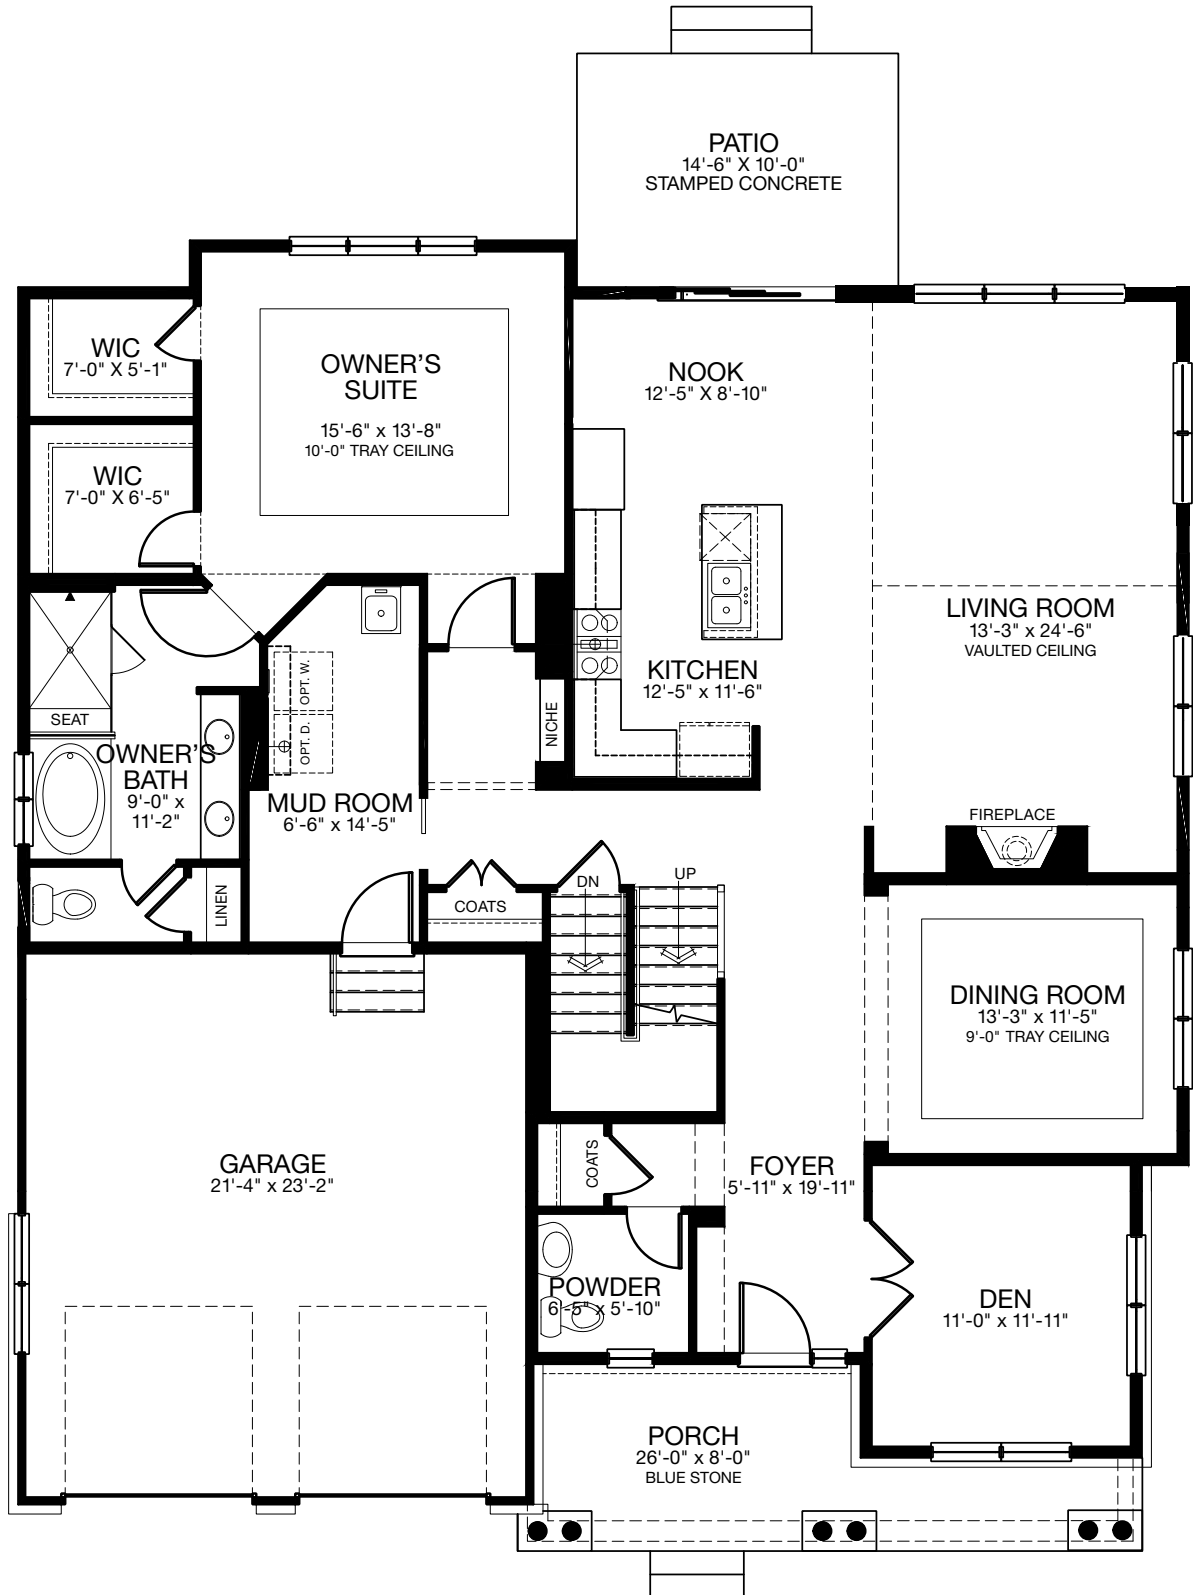 PATIO
14'-6" X 10'-0"
STAMPED CONCRETE
WIC
7'-0" X 5'-1"
OWNER'S
SUITE
15'-6" x 13'-8"
10'-0" TRAY CEILING
NOOK
12'-5" X 8'-10"
WIC
7'-0" X 6'-5"
LIVING ROOM
13'-3" x 24'-6"
VAULTED CEILING
KITCHEN
12'-5" x 11'-6"
OPT. W.
OPT. D.
NICHE
SEAT
OWNER'S
BATH
9'-0" x
11'-2"
MUD ROOM
6'-6" x 14'-5"
FIREPLACE
LINEN
COATS
DN
UP
DINING ROOM
13'-3" x 11'-5"
9'-0" TRAY CEILING
GARAGE
21'-4" x 23'-2"
COATS
FOYER
5'-11" x 19'-11"
POWDER
6'-5" x 5'-10"
DEN
11'-0" x 11'-11"
PORCH
26'-0" x 8'-0"
BLUE STONE